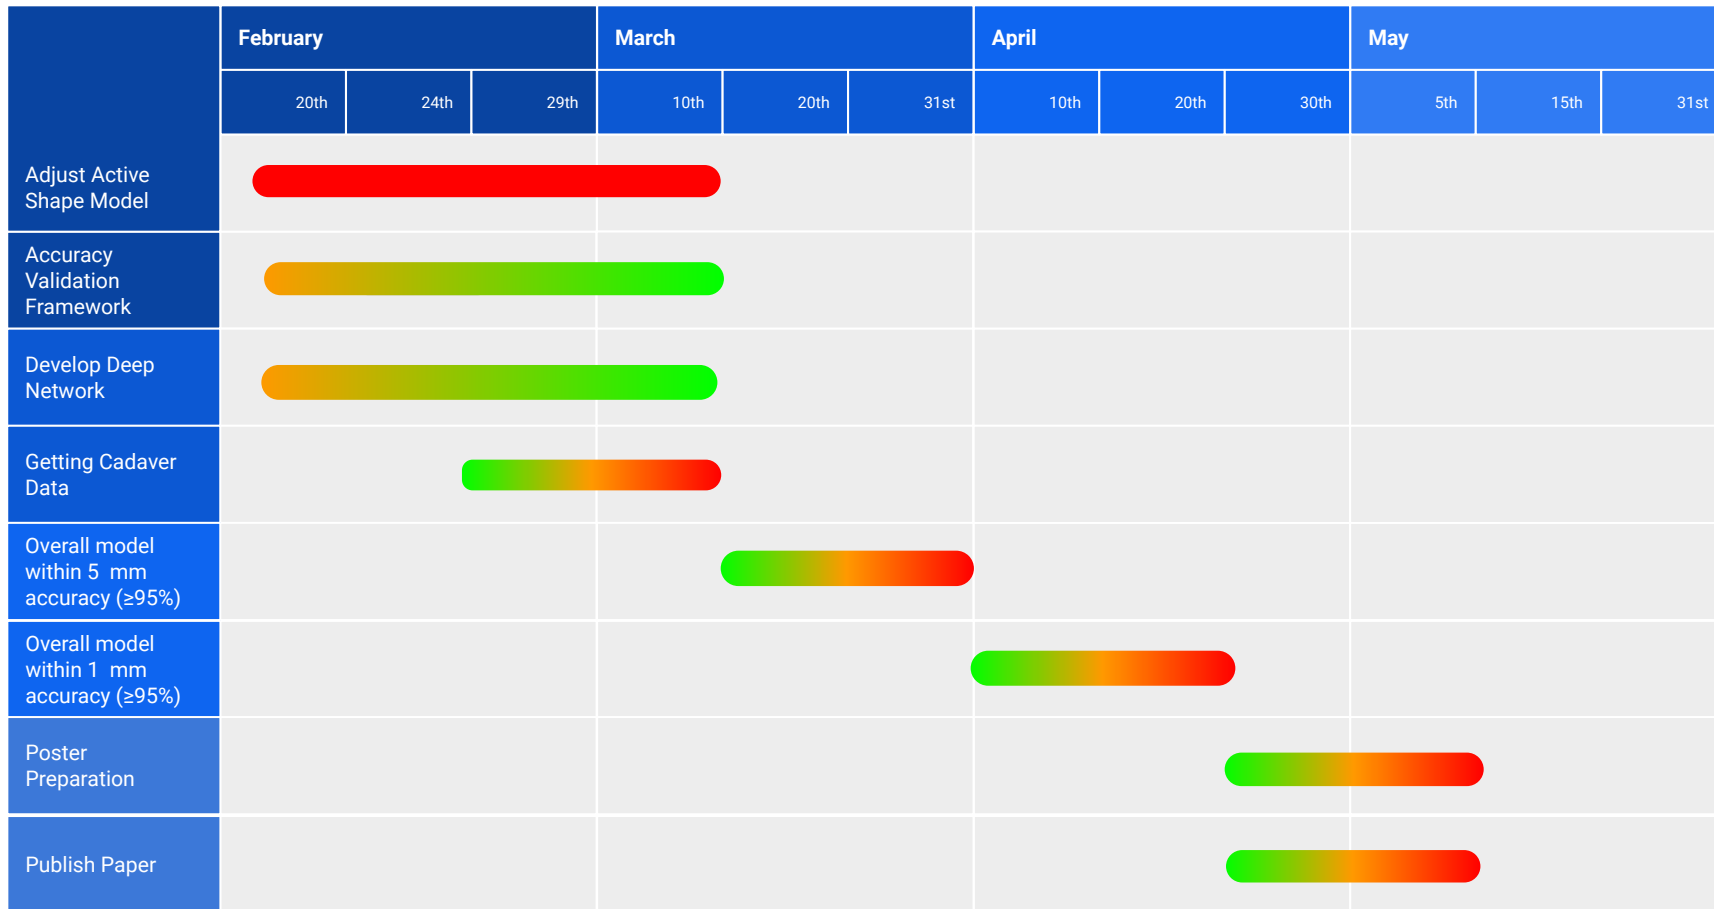 February
March
April
May
20th
24th
29th
10th
20th
31st
10th
20th
30th
5th
15th
31st
Adjust Active
Shape Model
Accuracy
Validation
Framework
Develop Deep
Network
Getting Cadaver
Data
Overall model
within 5  mm
accuracy (≥95%)
Overall model
within 1  mm
accuracy (≥95%)
Poster
Preparation
Publish Paper